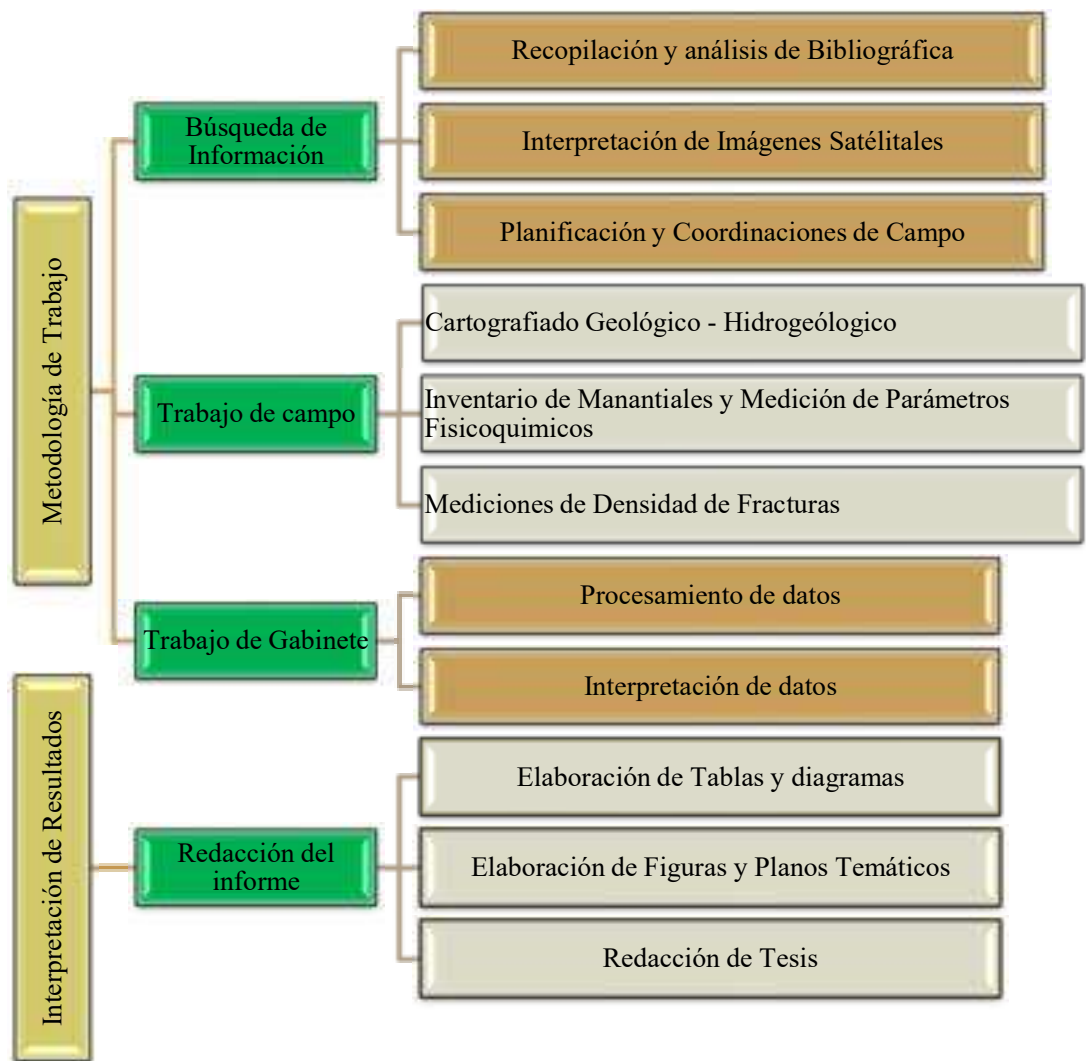 Metodología de Trabajo
Búsqueda de
Información
Recopilación y análisis de Bibliográfica
Interpretación de Imágenes Satélitales
Planificación y Coordinaciones de Campo
Trabajo de campo
Cartografiado Geológico - Hidrogeólogico
Inventario de Manantiales y Medición de Parámetros
Fisicoquimicos
Mediciones de Densidad de Fracturas
Trabajo de Gabinete
Procesamiento de datos
Interpretación de datos
Interpretación de Resultados
Redacción del
informe
Elaboración de Tablas y diagramas
Elaboración de Figuras y Planos Temáticos
Redacción de Tesis